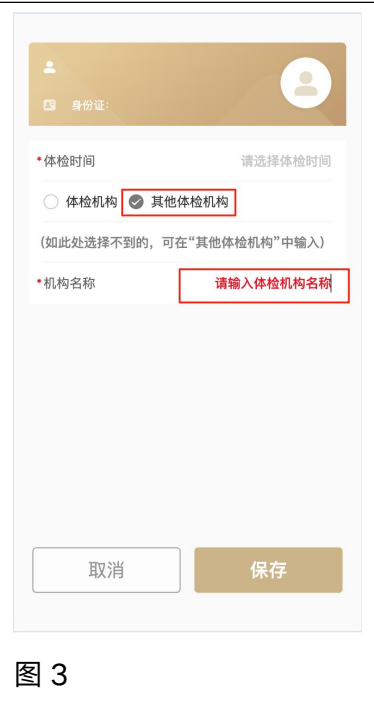 身份证:
*体检时间 请选择体检时间
体检机构 其他体检机构
(如此处选择不到的，可在“其他体检机构”中输入)
*机构名称 请输入体检机构名称
取消 保存
图 3